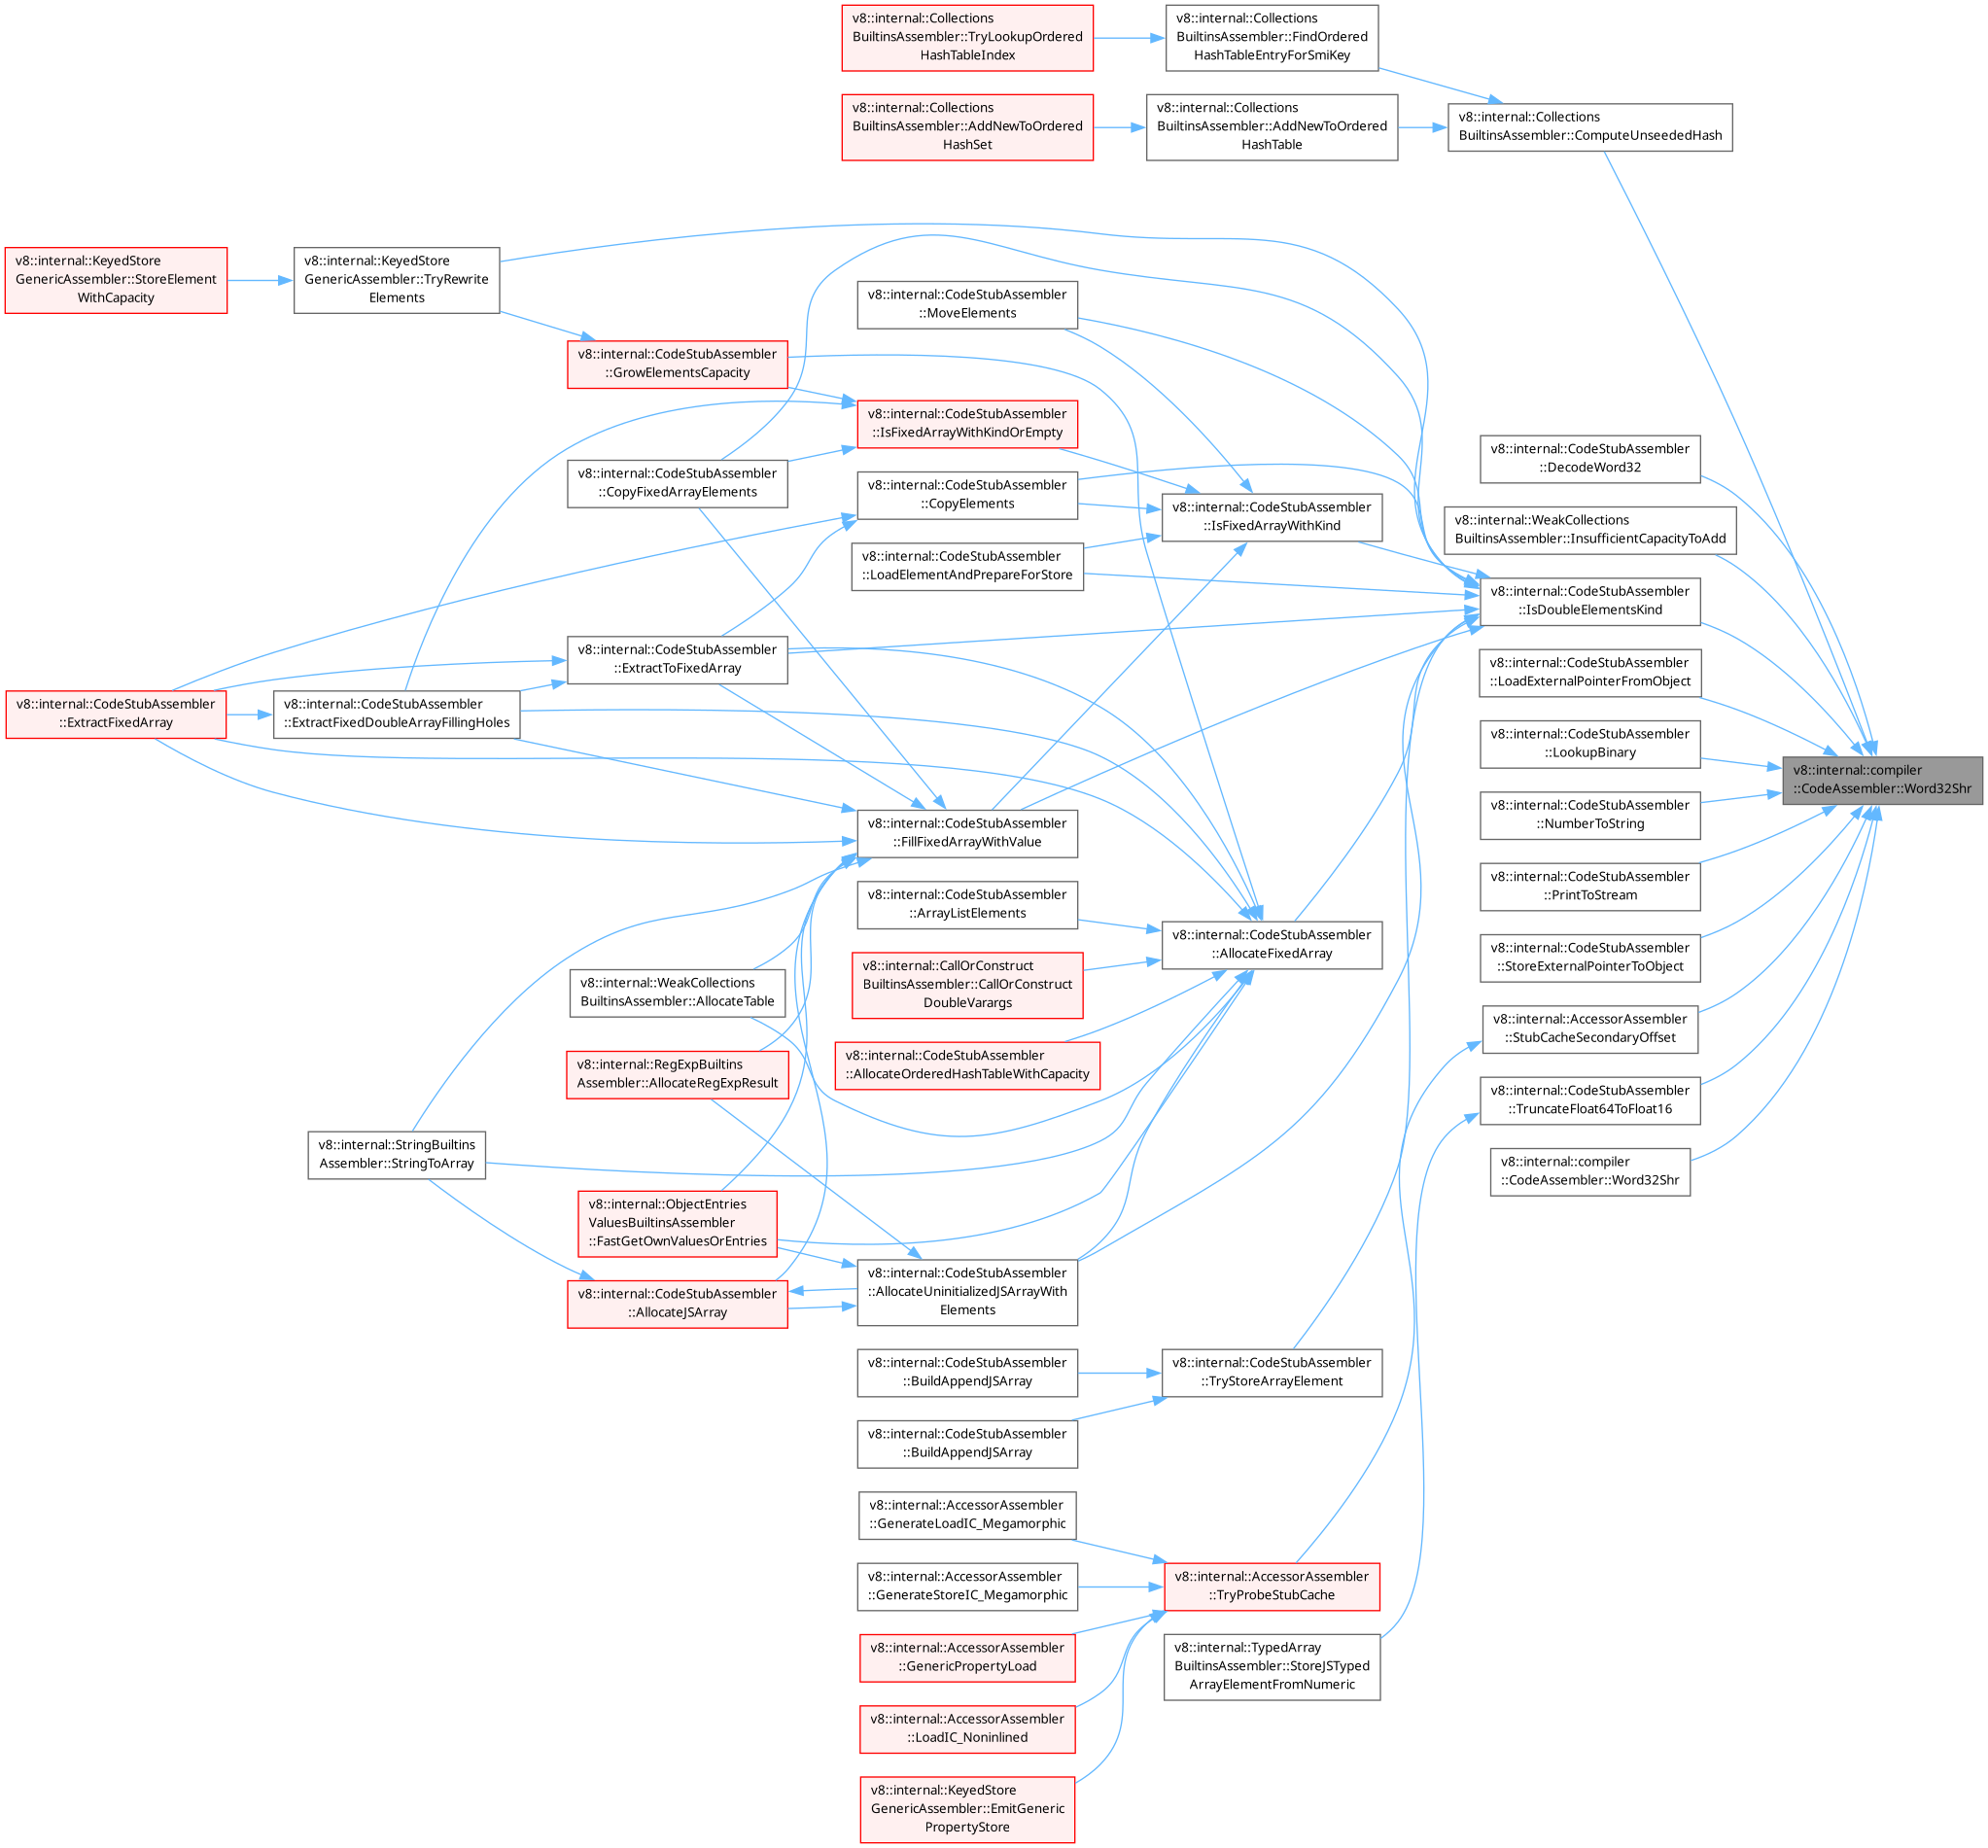 v8::internal::Collections
BuiltinsAssembler::TryLookupOrdered
HashTableIndex
v8::internal::Collections
BuiltinsAssembler::FindOrdered
HashTableEntryForSmiKey
v8::internal::Collections
BuiltinsAssembler::AddNewToOrdered
HashSet
v8::internal::Collections
BuiltinsAssembler::AddNewToOrdered
HashTable
v8::internal::Collections
BuiltinsAssembler::ComputeUnseededHash
v8::internal::KeyedStore
GenericAssembler::StoreElement
WithCapacity
v8::internal::KeyedStore
GenericAssembler::TryRewrite
Elements
v8::internal::CodeStubAssembler
::MoveElements
v8::internal::CodeStubAssembler
::GrowElementsCapacity
v8::internal::CodeStubAssembler
::IsFixedArrayWithKindOrEmpty
v8::internal::CodeStubAssembler
::DecodeWord32
v8::internal::CodeStubAssembler
::CopyFixedArrayElements
v8::internal::CodeStubAssembler
::CopyElements
v8::internal::CodeStubAssembler
::IsFixedArrayWithKind
v8::internal::WeakCollections
BuiltinsAssembler::InsufficientCapacityToAdd
v8::internal::CodeStubAssembler
::LoadElementAndPrepareForStore
v8::internal::CodeStubAssembler
::IsDoubleElementsKind
v8::internal::CodeStubAssembler
::ExtractToFixedArray
v8::internal::CodeStubAssembler
::LoadExternalPointerFromObject
v8::internal::CodeStubAssembler
::ExtractFixedArray
v8::internal::CodeStubAssembler
::ExtractFixedDoubleArrayFillingHoles
v8::internal::CodeStubAssembler
::LookupBinary
v8::internal::compiler
::CodeAssembler::Word32Shr
v8::internal::CodeStubAssembler
::NumberToString
v8::internal::CodeStubAssembler
::FillFixedArrayWithValue
v8::internal::CodeStubAssembler
::PrintToStream
v8::internal::CodeStubAssembler
::ArrayListElements
v8::internal::CodeStubAssembler
::AllocateFixedArray
v8::internal::CodeStubAssembler
::StoreExternalPointerToObject
v8::internal::CallOrConstruct
BuiltinsAssembler::CallOrConstruct
DoubleVarargs
v8::internal::WeakCollections
BuiltinsAssembler::AllocateTable
v8::internal::AccessorAssembler
::StubCacheSecondaryOffset
v8::internal::CodeStubAssembler
::AllocateOrderedHashTableWithCapacity
v8::internal::RegExpBuiltins
Assembler::AllocateRegExpResult
v8::internal::CodeStubAssembler
::TruncateFloat64ToFloat16
v8::internal::StringBuiltins
Assembler::StringToArray
v8::internal::compiler
::CodeAssembler::Word32Shr
v8::internal::ObjectEntries
ValuesBuiltinsAssembler
::FastGetOwnValuesOrEntries
v8::internal::CodeStubAssembler
::AllocateUninitializedJSArrayWith
Elements
v8::internal::CodeStubAssembler
::AllocateJSArray
v8::internal::CodeStubAssembler
::BuildAppendJSArray
v8::internal::CodeStubAssembler
::TryStoreArrayElement
v8::internal::CodeStubAssembler
::BuildAppendJSArray
v8::internal::AccessorAssembler
::GenerateLoadIC_Megamorphic
v8::internal::AccessorAssembler
::GenerateStoreIC_Megamorphic
v8::internal::AccessorAssembler
::TryProbeStubCache
v8::internal::AccessorAssembler
::GenericPropertyLoad
v8::internal::TypedArray
BuiltinsAssembler::StoreJSTyped
ArrayElementFromNumeric
v8::internal::AccessorAssembler
::LoadIC_Noninlined
v8::internal::KeyedStore
GenericAssembler::EmitGeneric
PropertyStore